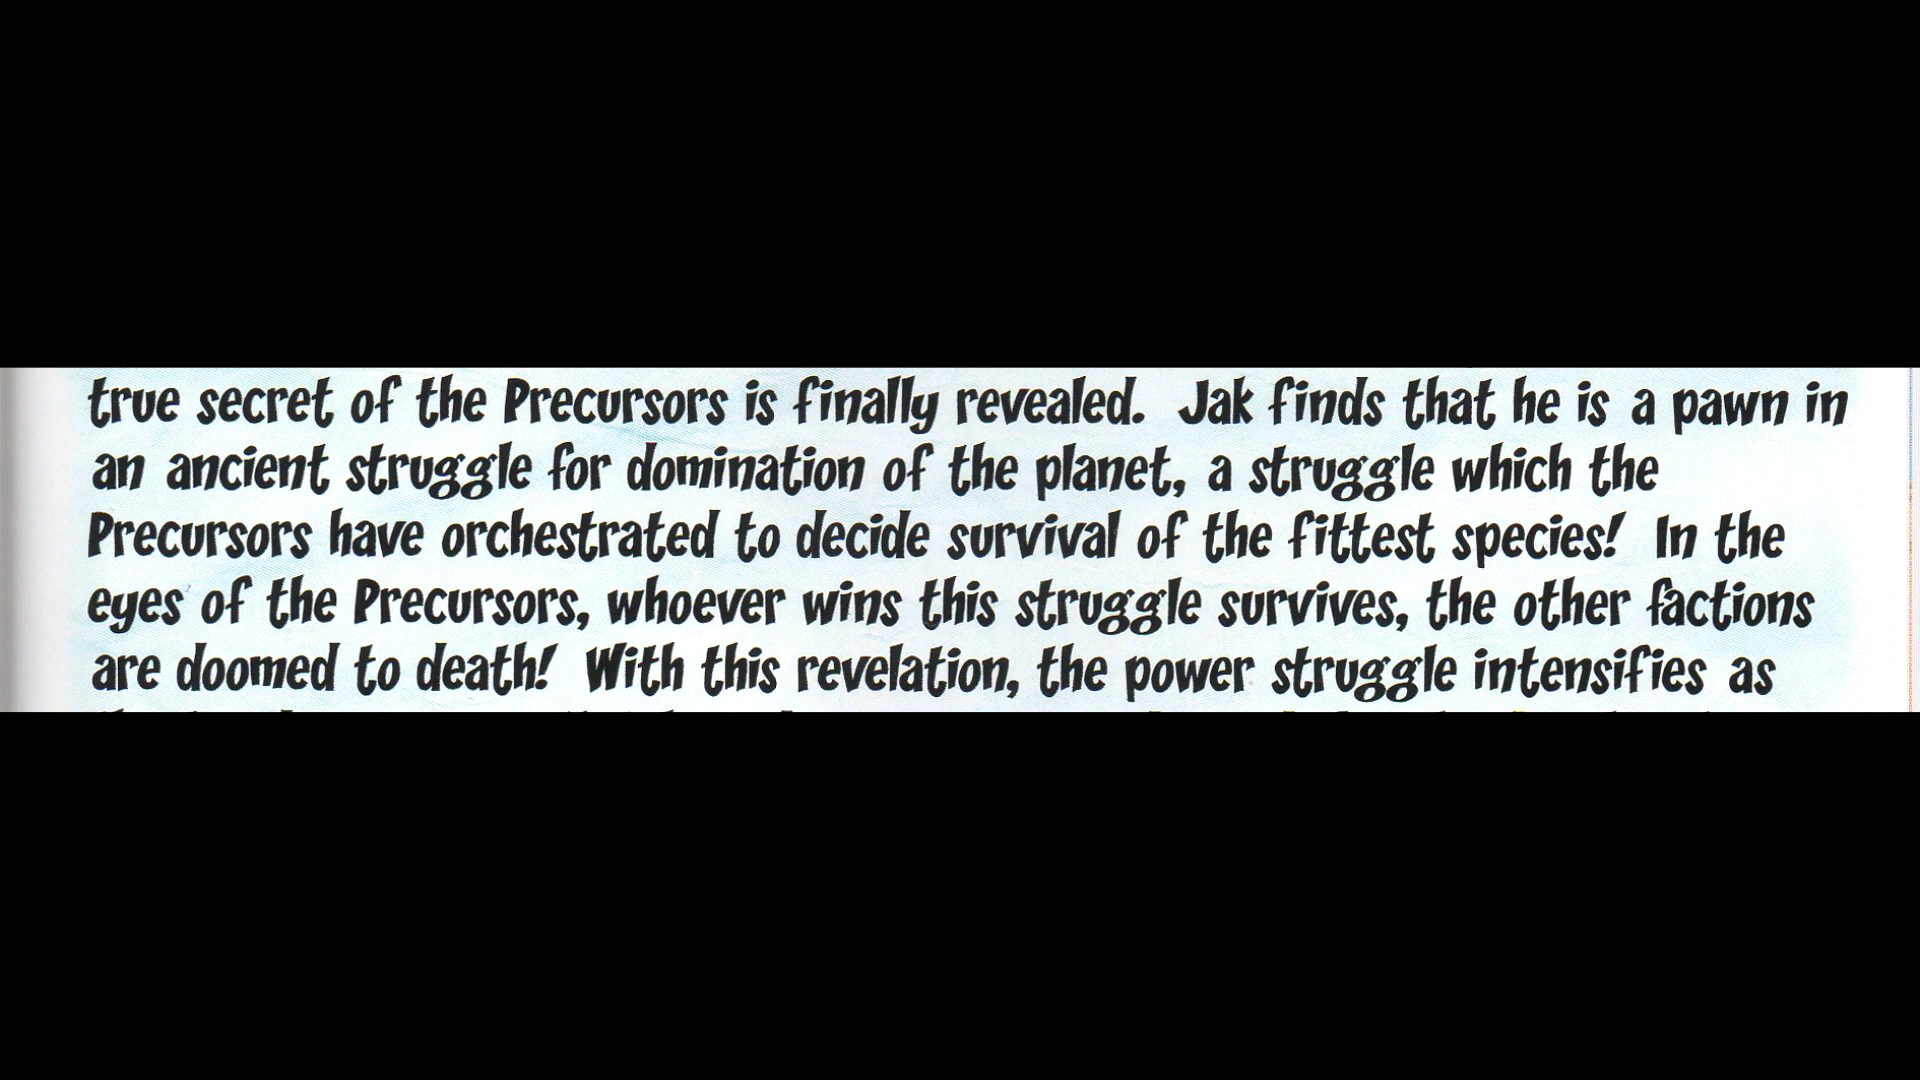 true secret of the Precursors is finally revealed.  Jak finds that he is a pawn in
an ancient struggle for domination of the planet, a struggle which the
Precursors have orchestrated to decide survival of the fittest species!  In the
eyes of the Precursors, whoever wins this struggle survives, the other factions
are doomed to death!  With this revelation, the power struggle intensifies as